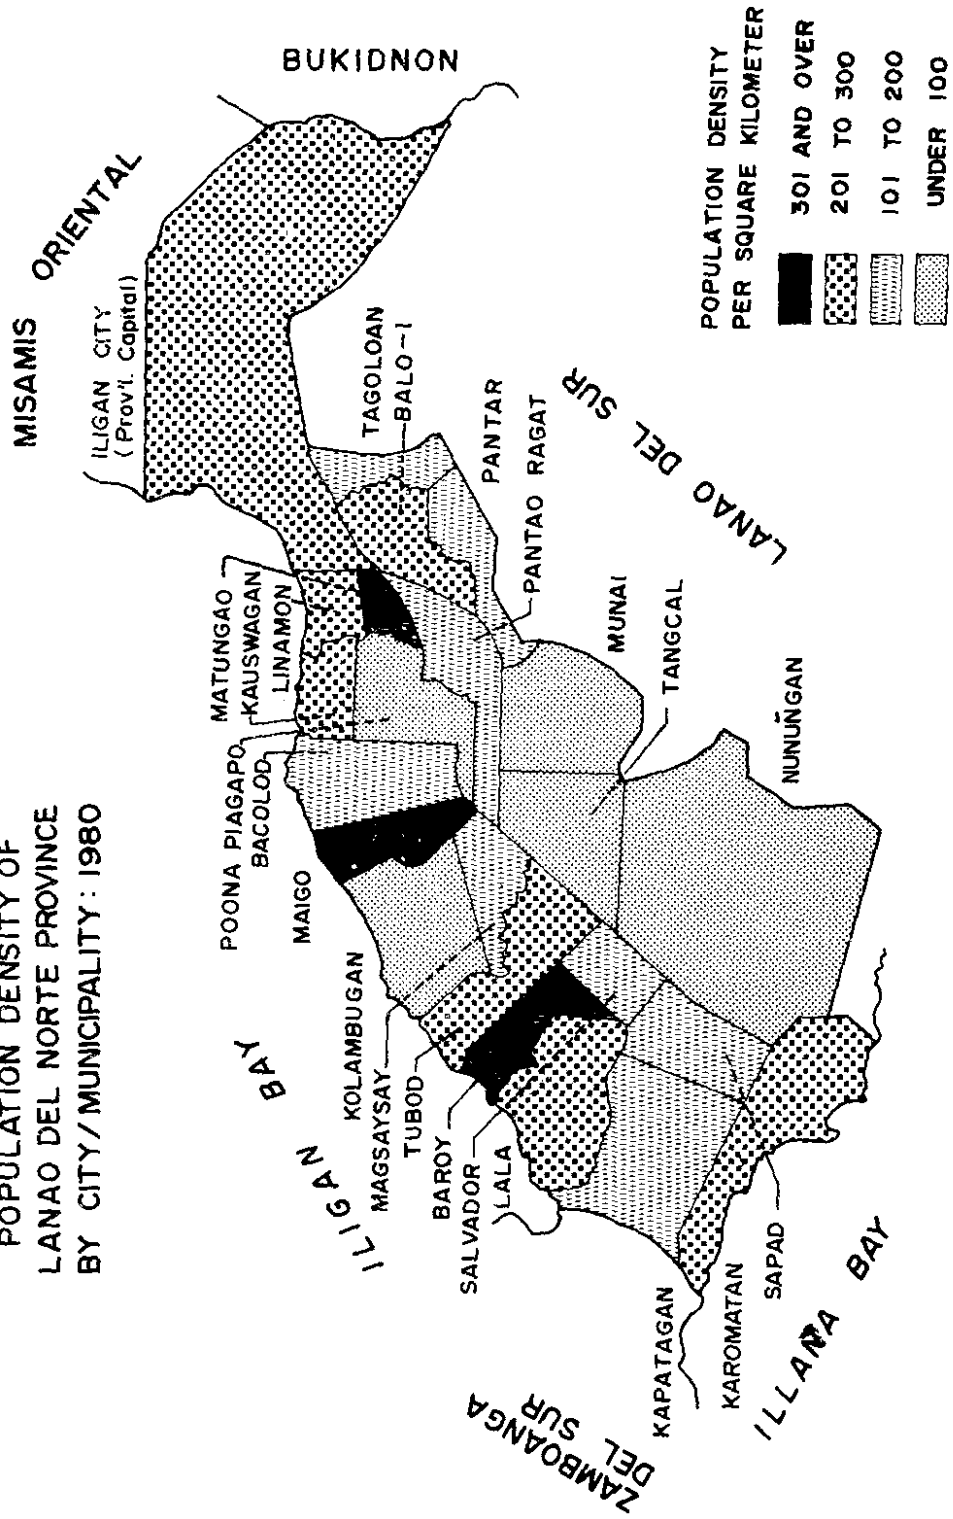 POPULATION DENSITY OF
LANAO DEL NORTE PROVINCE
BY CITY/MUNICIPALITY: 1980
MISAMIS
ORIENTAL
BUKIDNON
ILIGAN CITY
(Prov'l. Capital)
MATUNGAO
KAUSWAGAN
LINAMON
POONA PIAGAPO
BACOLOD
MAIGO
ILIGAN BAY
KOLAMBUGAN
MAGSAYSAY
TUBOD
BAROY
SALVADOR
LALA
TAGOLOAN
BALO-I
PANTAR
PANTAO RAGAT
MUNAI
TANGCAL
NUNUÑGAN
LANAO DEL SUR
KAPATAGAN
KAROMATAN
SAPAD
ILLANA BAY
ZAMBOANGA
DEL SUR
POPULATION DENSITY
PER SQUARE KILOMETER
301 AND OVER
201 TO 300
101 TO 200
UNDER 100